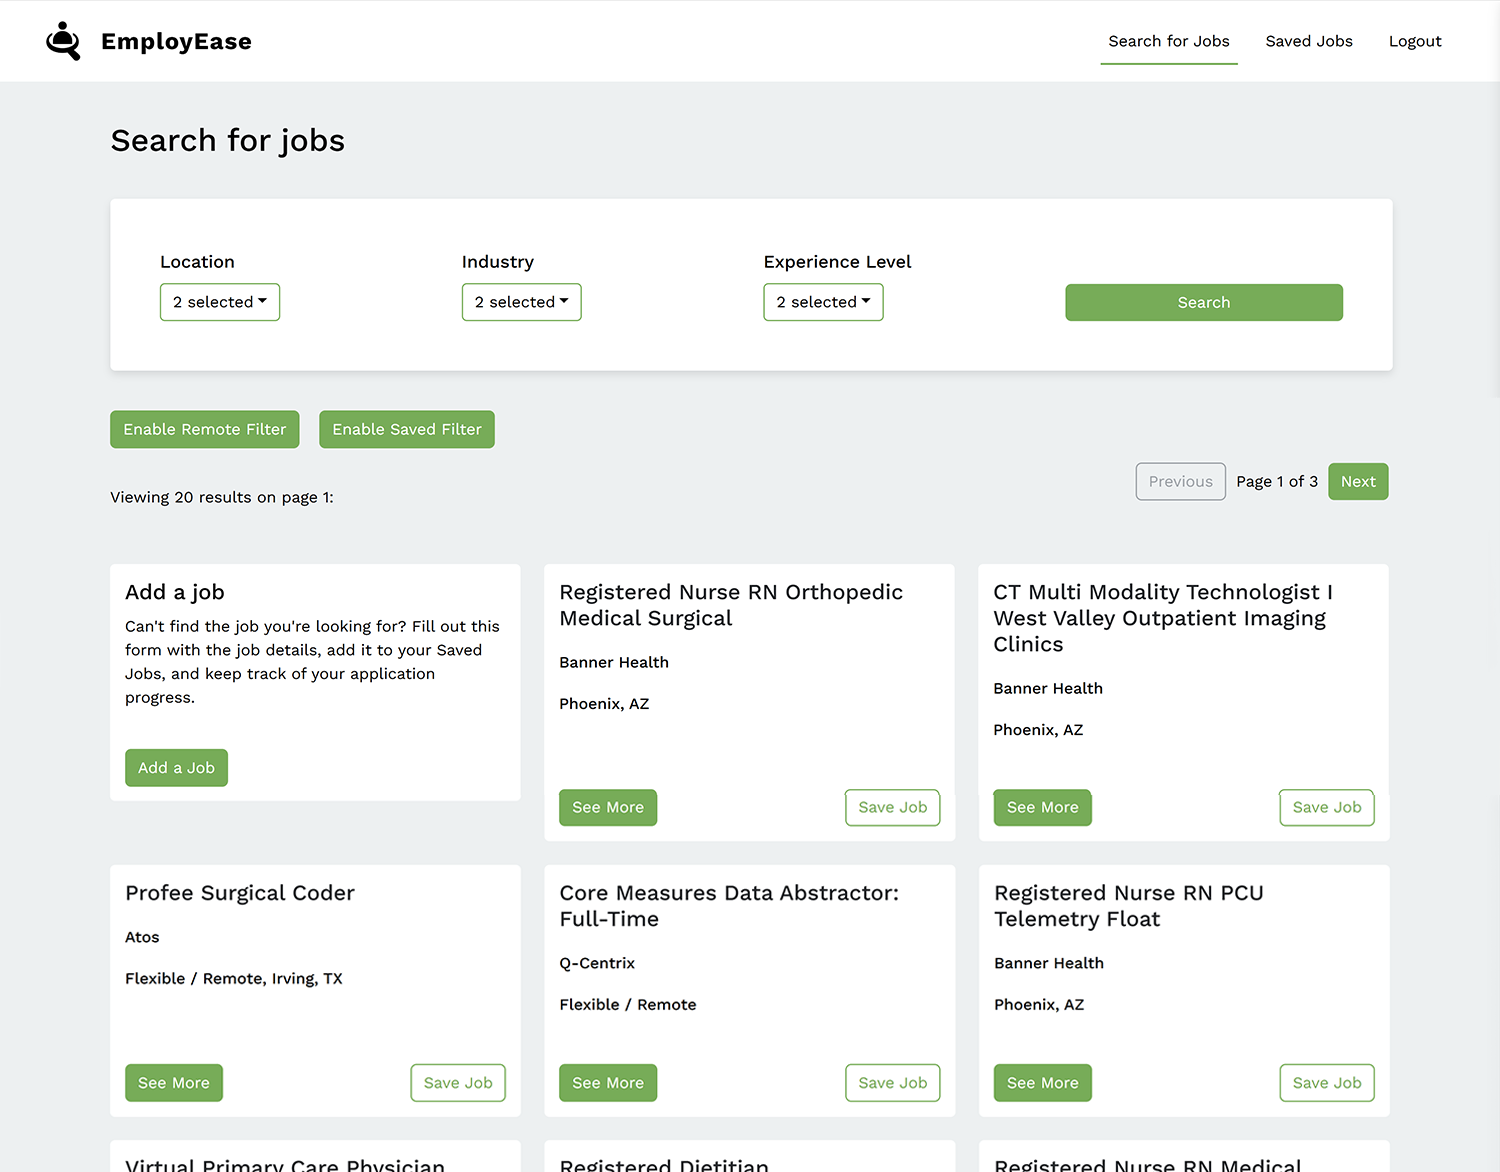 EmployEase
Search for Jobs
Saved Jobs
Logout
Search for jobs
Location
Industry
Experience Level
2 selected
2 selected
2 selected
Search
Enable Remote Filter
Enable Saved Filter
Viewing 20 results on page 1:
Previous
Page 1 of 3
Next
Add a job
Can't find the job you're looking for? Fill out this
form with the job details, add it to your Saved
Jobs, and keep track of your application
progress.
Add a Job
Registered Nurse RN Orthopedic
Medical Surgical
Banner Health
Phoenix, AZ
See More
Save Job
CT Multi Modality Technologist I
West Valley Outpatient Imaging
Clinics
Banner Health
Phoenix, AZ
See More
Save Job
Profee Surgical Coder
Atos
Flexible / Remote, Irving, TX
See More
Save Job
Core Measures Data Abstractor:
Full-Time
Q-Centrix
Flexible / Remote
See More
Save Job
Registered Nurse RN PCU
Telemetry Float
Banner Health
Phoenix, AZ
See More
Save Job
Virtual Primary Care Physician
Registered Dietitian
Registered Nurse RN Medical